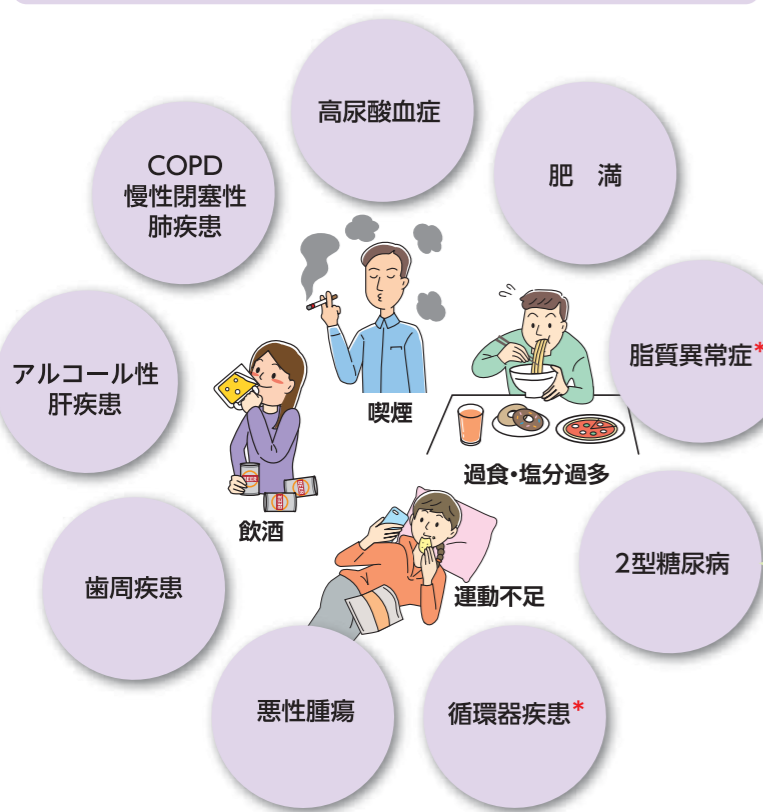 高尿酸血症
肥　満
COPD
慢性閉塞性
肺疾患
脂質異常症*
アルコール性
肝疾患
喫煙
過食・塩分過多
飲酒
2型糖尿病
歯周疾患
運動不足
悪性腫瘍
循環器疾患*